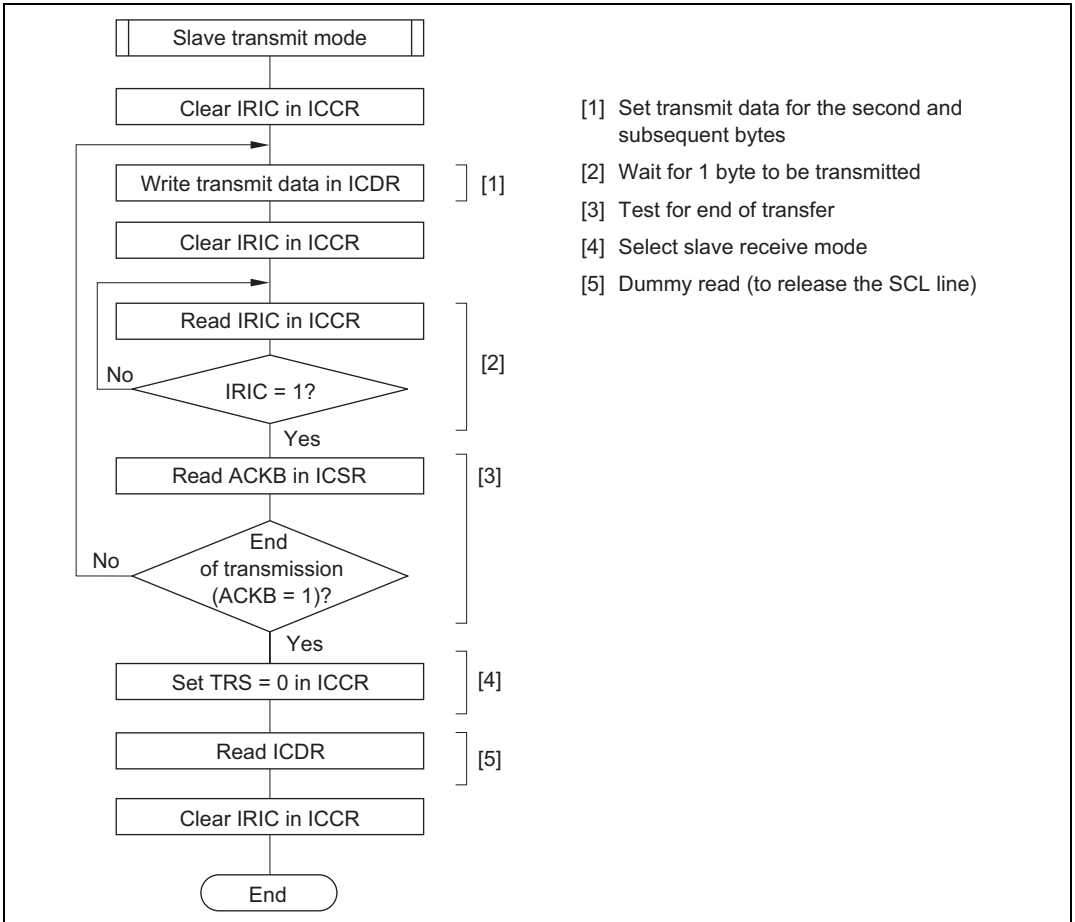 Slave transmit mode
Clear IRIC in ICCR
Write transmit data in ICDR
[1]
Clear IRIC in ICCR
Read IRIC in ICCR
[2]
No
IRIC = 1?
Yes
Read ACKB in ICSR
[3]
No
End
of transmission
(ACKB = 1)?
Yes
Set TRS = 0 in ICCR
[4]
Read ICDR
[5]
Clear IRIC in ICCR
End
[1] Set transmit data for the second and
subsequent bytes
[2] Wait for 1 byte to be transmitted
[3] Test for end of transfer
[4] Select slave receive mode
[5] Dummy read (to release the SCL line)